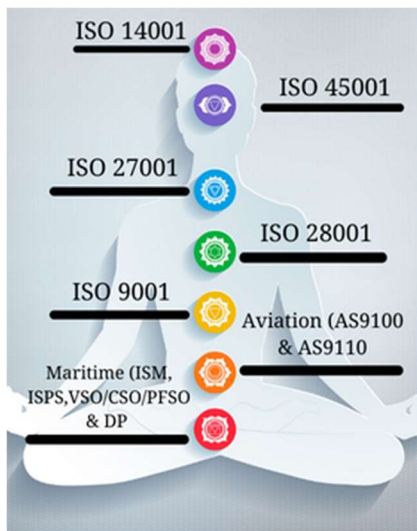 ISO 14001
ISO 45001
ISO 27001
ISO 28001
ISO 9001
Aviation (AS9100
& AS9110
Maritime (ISM,
ISPS,VSO/CSO/PFSO
& DP